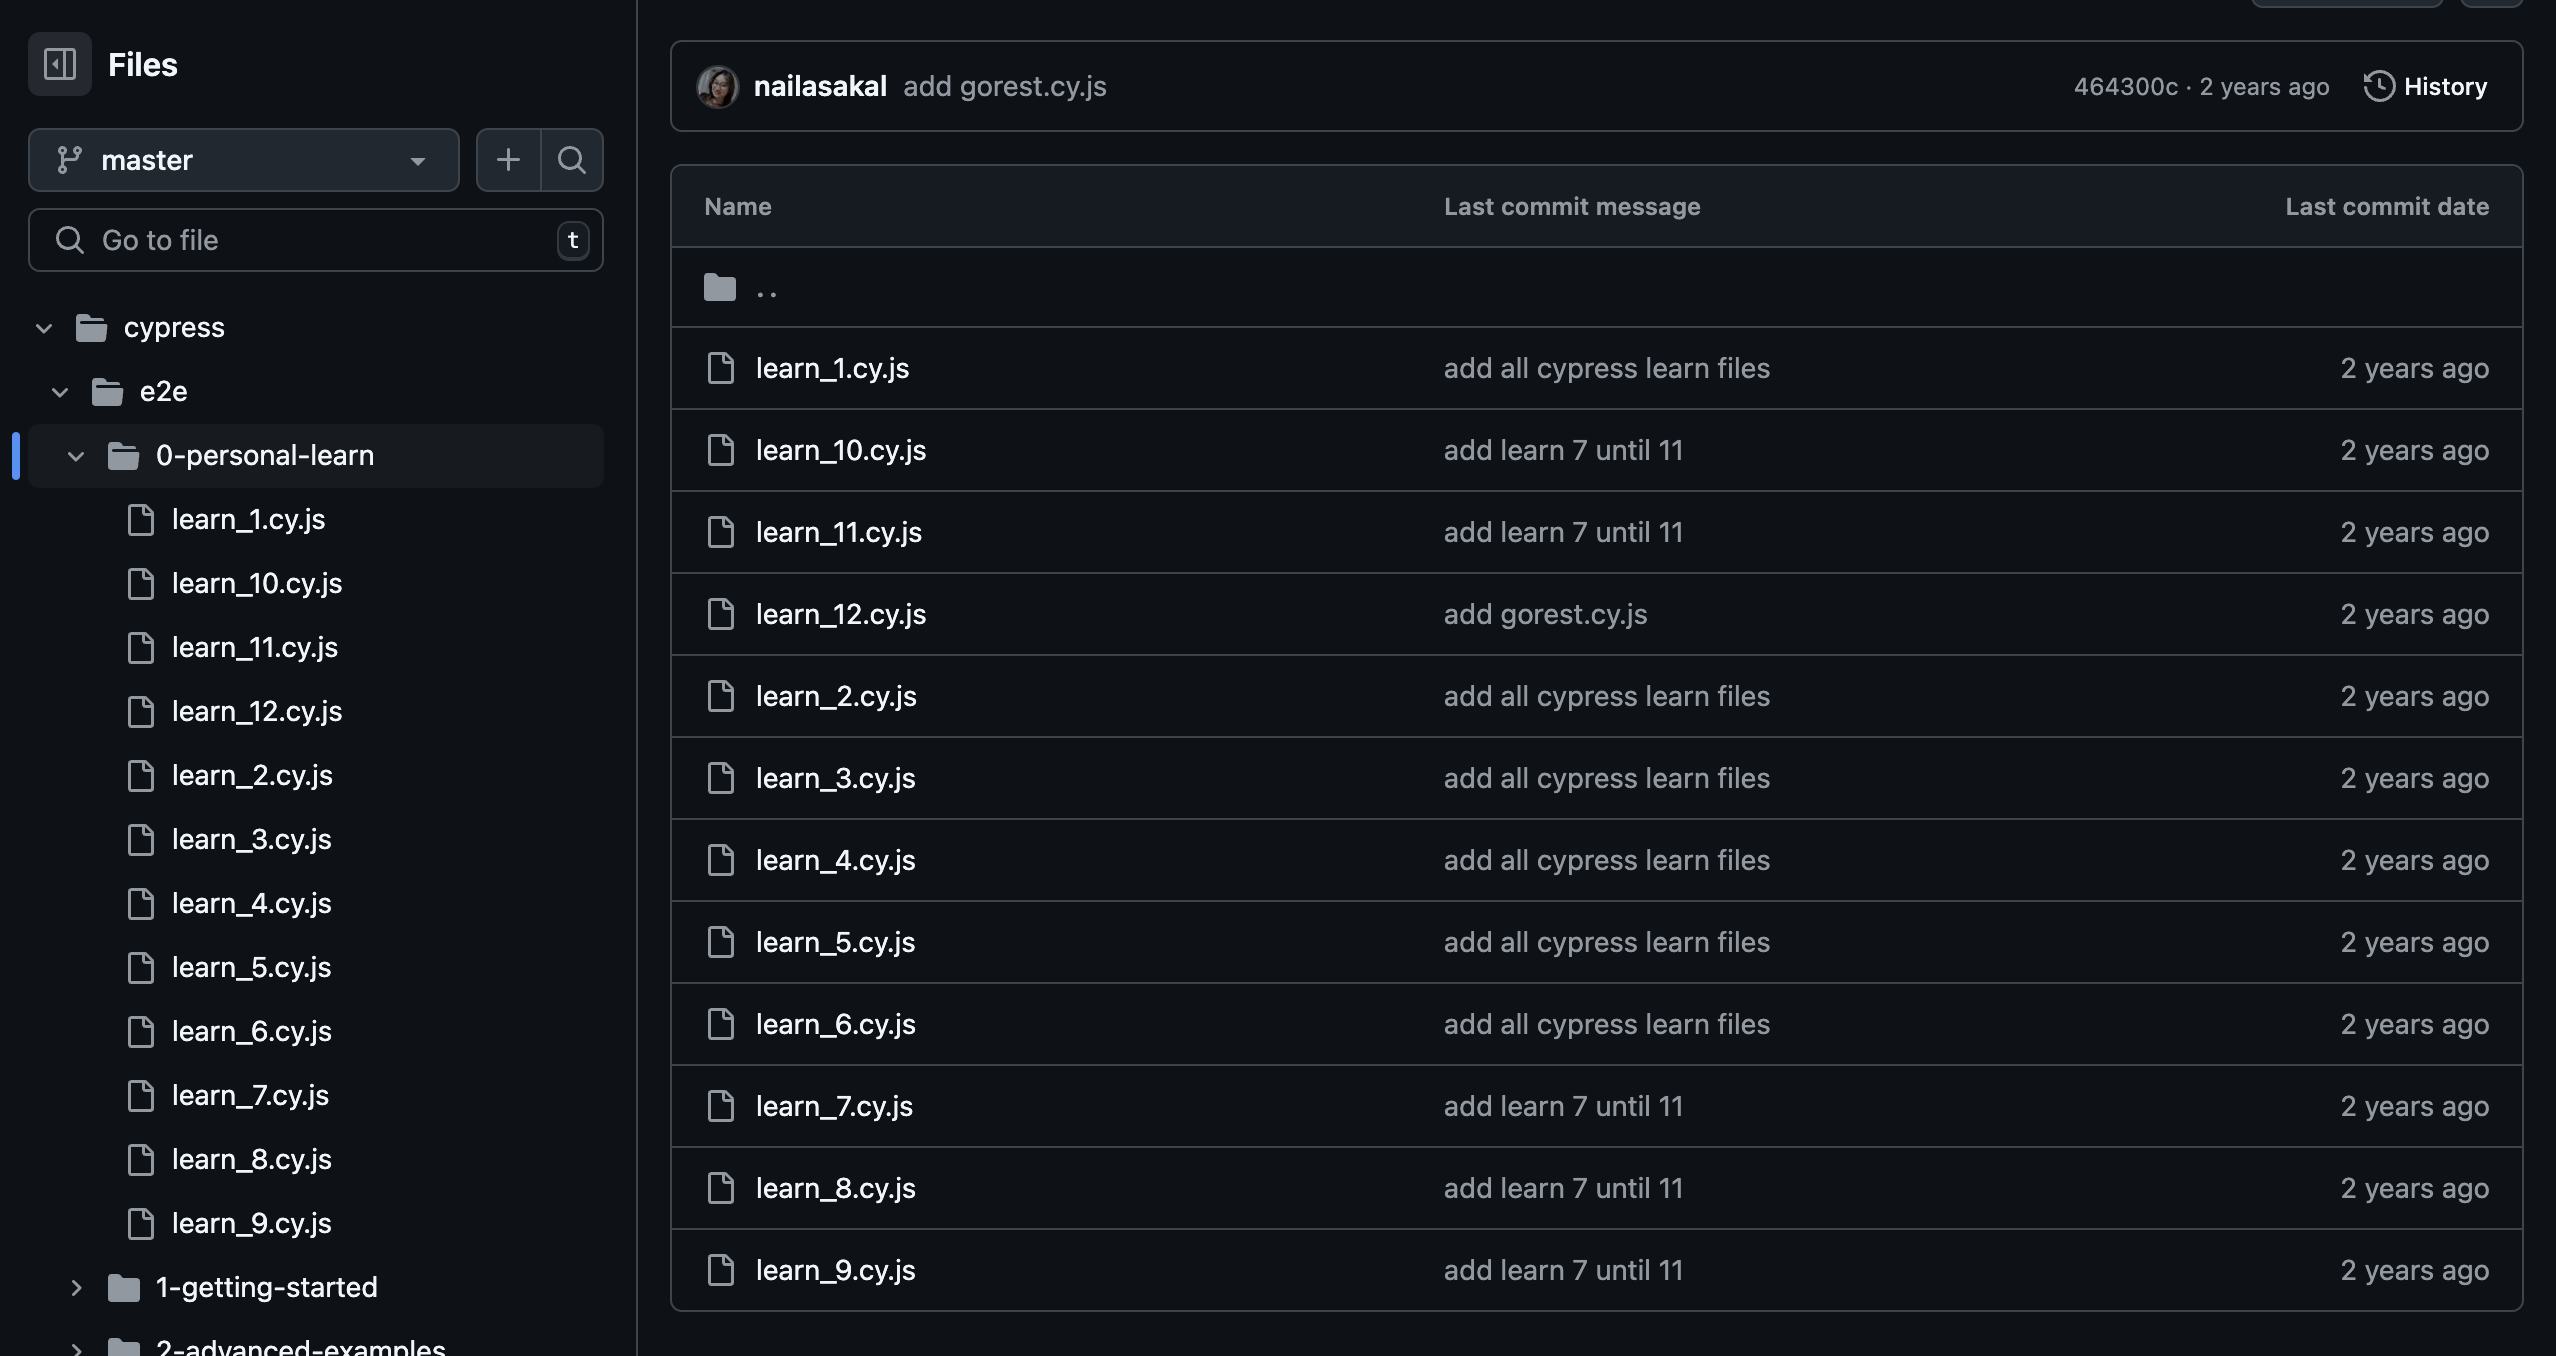 Files
master
Go to file
t
cypress
e2e
0-personal-learn
learn_1.cy.js
learn_10.cy.js
learn_11.cy.js
learn_12.cy.js
learn_2.cy.js
learn_3.cy.js
learn_4.cy.js
learn_5.cy.js
learn_6.cy.js
learn_7.cy.js
learn_8.cy.js
learn_9.cy.js
1-getting-started
2-advanced-examples
nailasakal add gorest.cy.js 464300c · 2 years ago History
Name Last commit message Last commit date
..
learn_1.cy.js add all cypress learn files 2 years ago
learn_10.cy.js add learn 7 until 11 2 years ago
learn_11.cy.js add learn 7 until 11 2 years ago
learn_12.cy.js add gorest.cy.js 2 years ago
learn_2.cy.js add all cypress learn files 2 years ago
learn_3.cy.js add all cypress learn files 2 years ago
learn_4.cy.js add all cypress learn files 2 years ago
learn_5.cy.js add all cypress learn files 2 years ago
learn_6.cy.js add all cypress learn files 2 years ago
learn_7.cy.js add learn 7 until 11 2 years ago
learn_8.cy.js add learn 7 until 11 2 years ago
learn_9.cy.js add learn 7 until 11 2 years ago